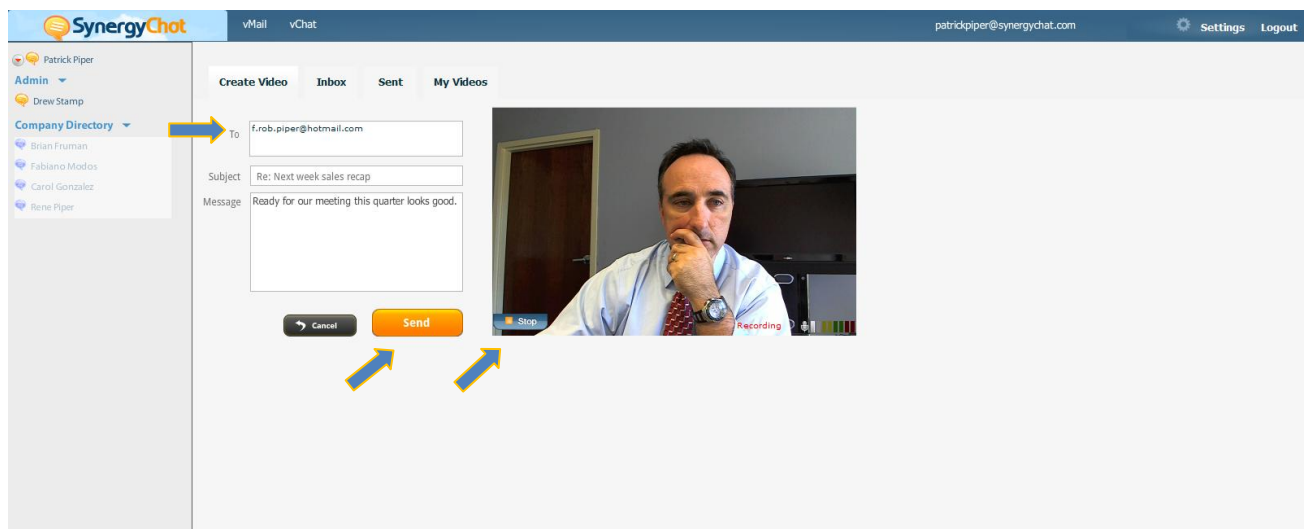 SynergyChot
vMail vChat
patrickpiper@synergychat.com
Settings Logout
Patrick Piper
Admin
Drew Stamp
Company Directory
Brian Fruman
Fabiano Modos
Carol Gonzalez
Rene Piper
Create Video Inbox Sent My Videos
To f.rob.piper@hotmail.com
Subject Re: Next week sales recap
Message Ready for our meeting this quarter looks good.
Cancel Send
Stop
Recording